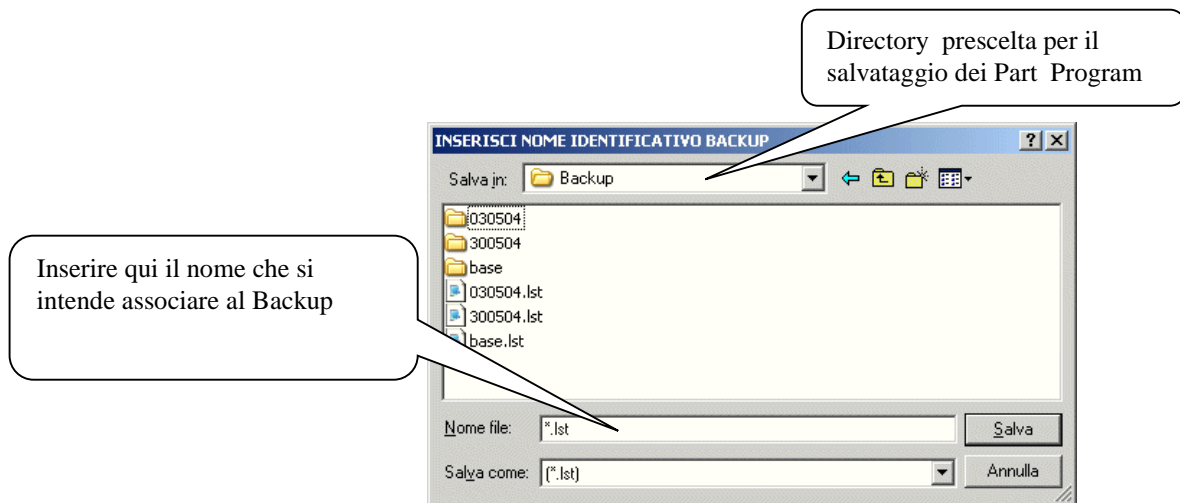 Directory prescelta per il
salvataggio dei Part Program
INSERISCI NOME IDENTIFICATIVO BACKUP
Salva in: Backup
030504
300504
base
030504.lst
300504.lst
base.lst
Inserire qui il nome che si
intende associare al Backup
Nome file: *.lst Salva
Salva come: (*.lst) Annulla